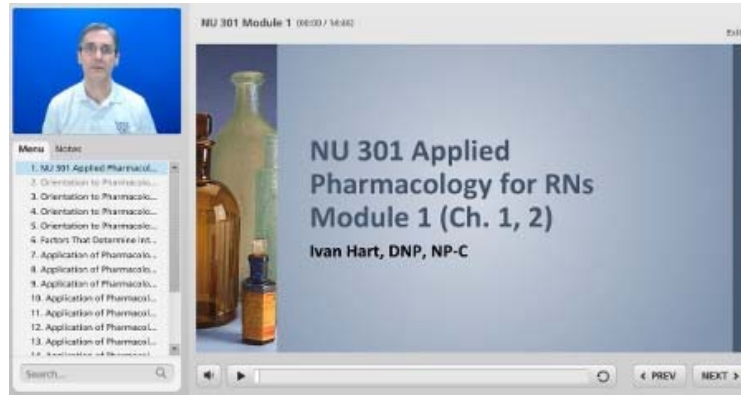 NU 301 Module 1
Exit
NU 301 Applied
Pharmacology for RNs
Module 1 (Ch. 1, 2)
Ivan Hart, DNP, NP-C
Menu Notes
1. NU 301 Applied Pharmacol...
2. Orientation to Pharmacolo...
3. Orientation to Pharmacolo...
4. Orientation to Pharmacolo...
5. Orientation to Pharmacolo...
6. Factors That Determine Int...
7. Application of Pharmacolo...
8. Application of Pharmacolo...
9. Application of Pharmacolo...
10. Application of Pharmacol...
11. Application of Pharmacol...
12. Application of Pharmacol...
13. Application of Pharmacol...
Search...
PREV
NEXT